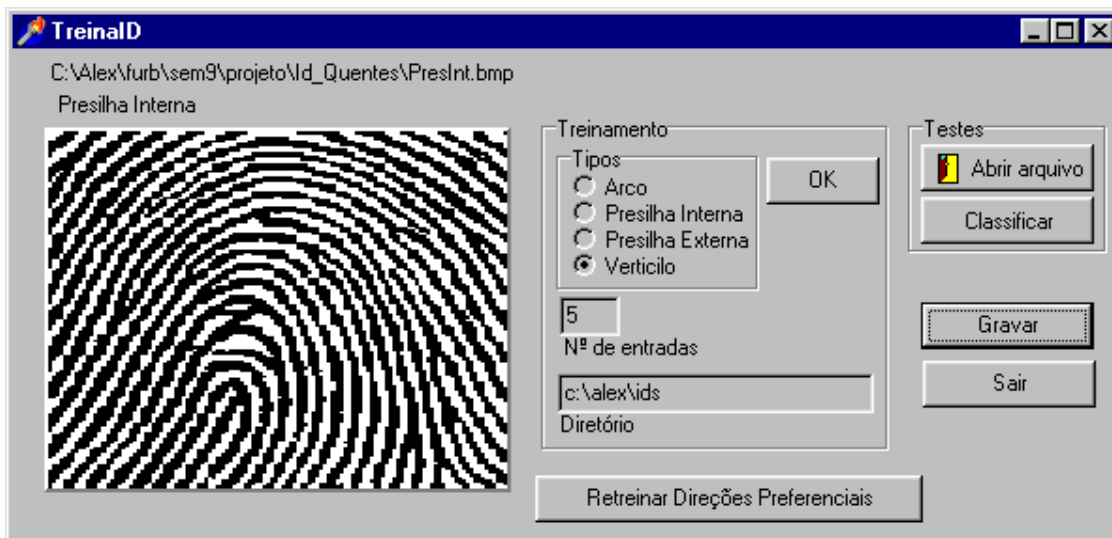 TreinaID
C:\Alex\furb\sem9\projeto\Id_Quentes\PresInt.bmp
Presilha Interna
Treinamento
Tipos
Arco
Presilha Interna
Presilha Externa
Verticilo
OK
5
Nº de entradas
c:\alex\ids
Diretório
Retreinar Direções Preferenciais
Testes
Abrir arquivo
Classificar
Gravar
Sair